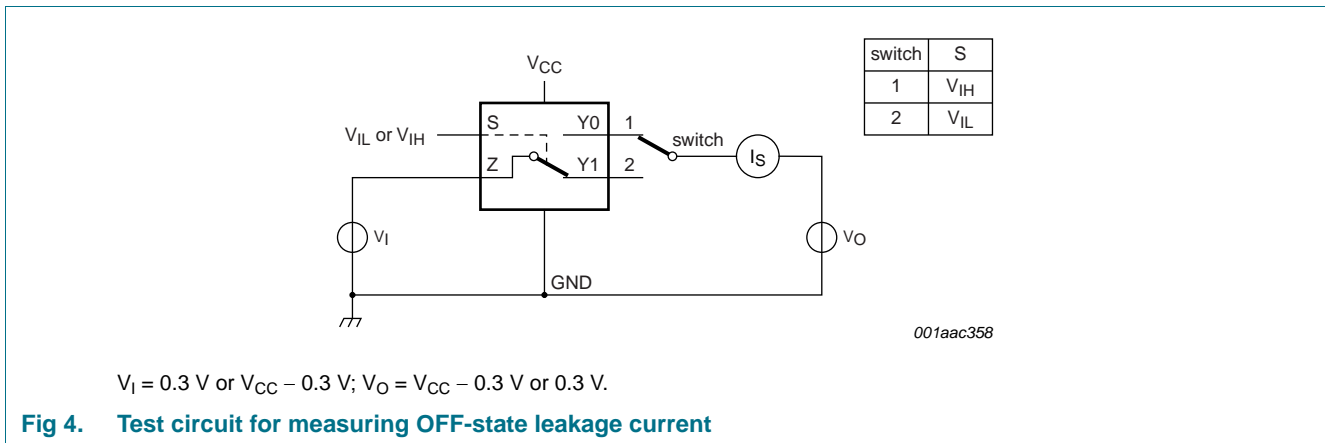 switch S
1 VIH
2 VIL
VCC
VIL or VIH
S Y0 1
switch
IS
Z Y1 2
VI
VO
GND
001aac358
VI = 0.3 V or VCC − 0.3 V; VO = VCC − 0.3 V or 0.3 V.
Fig 4. Test circuit for measuring OFF-state leakage current